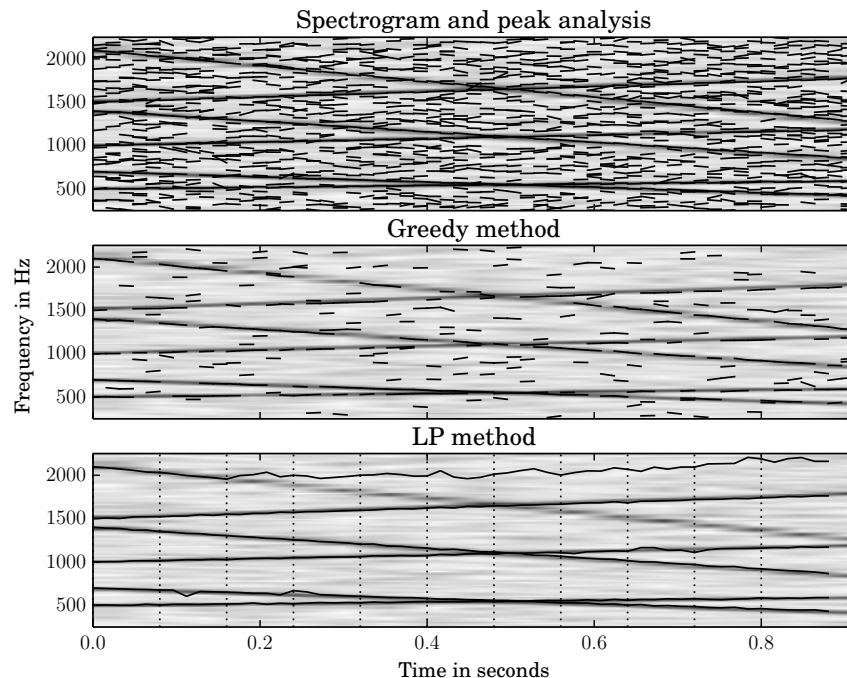 Spectrogram and peak analysis
2000
1500
1000
500
Greedy method
2000
1500
1000
500
Frequency in Hz
LP method
2000
1500
1000
500
0.0 0.2 0.4 0.6 0.8
Time in seconds